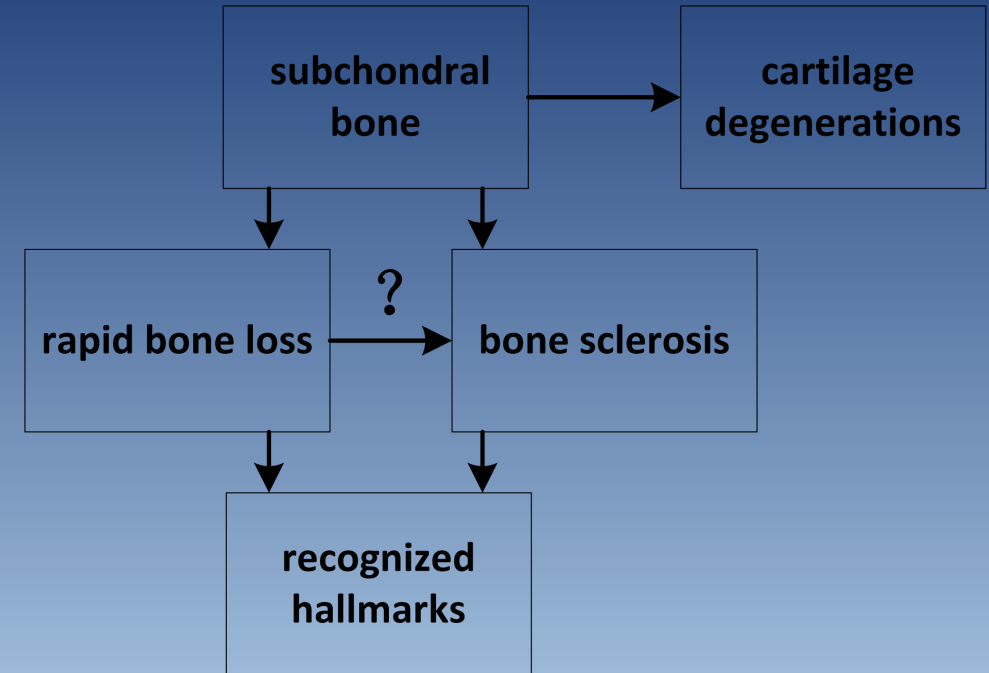 subchondral
bone
cartilage
degenerations
?
rapid bone loss
bone sclerosis
recognized
hallmarks